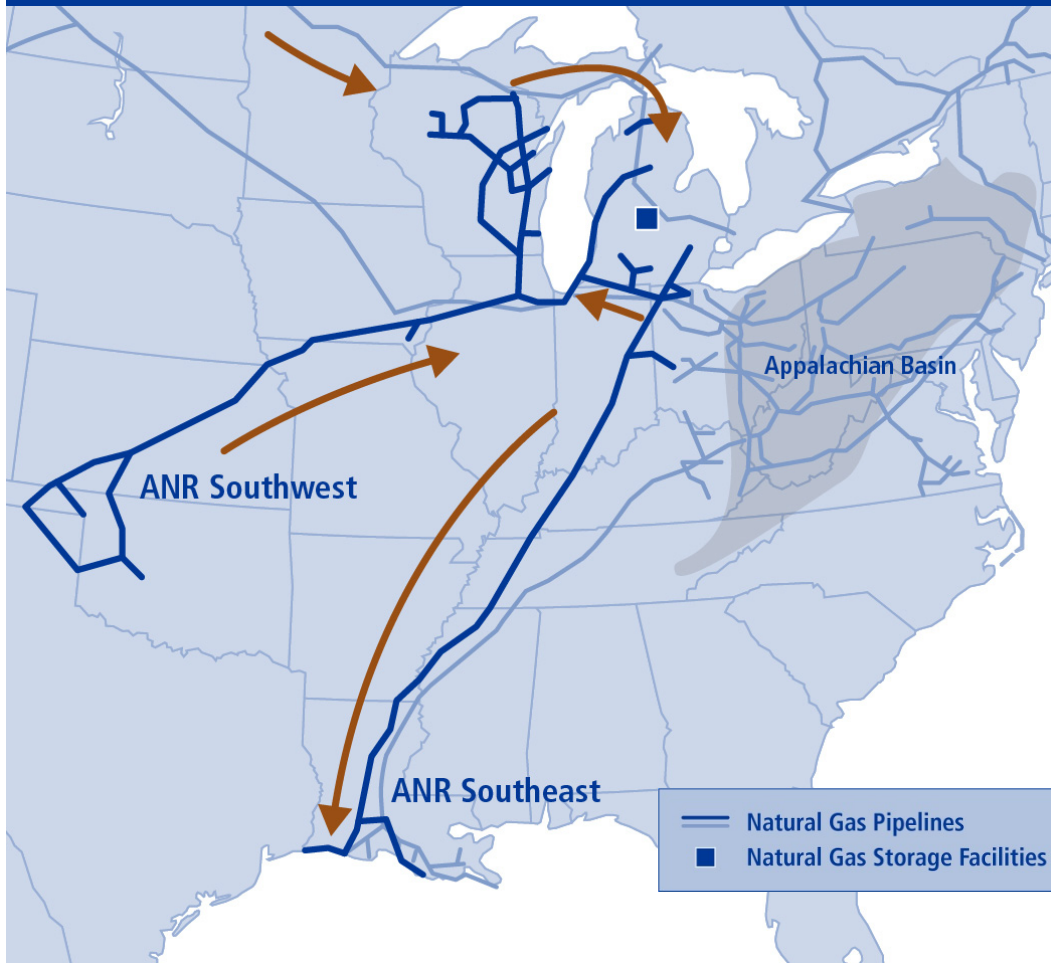 Appalachian Basin
ANR Southwest
ANR Southeast
Natural Gas Pipelines
Natural Gas Storage Facilities